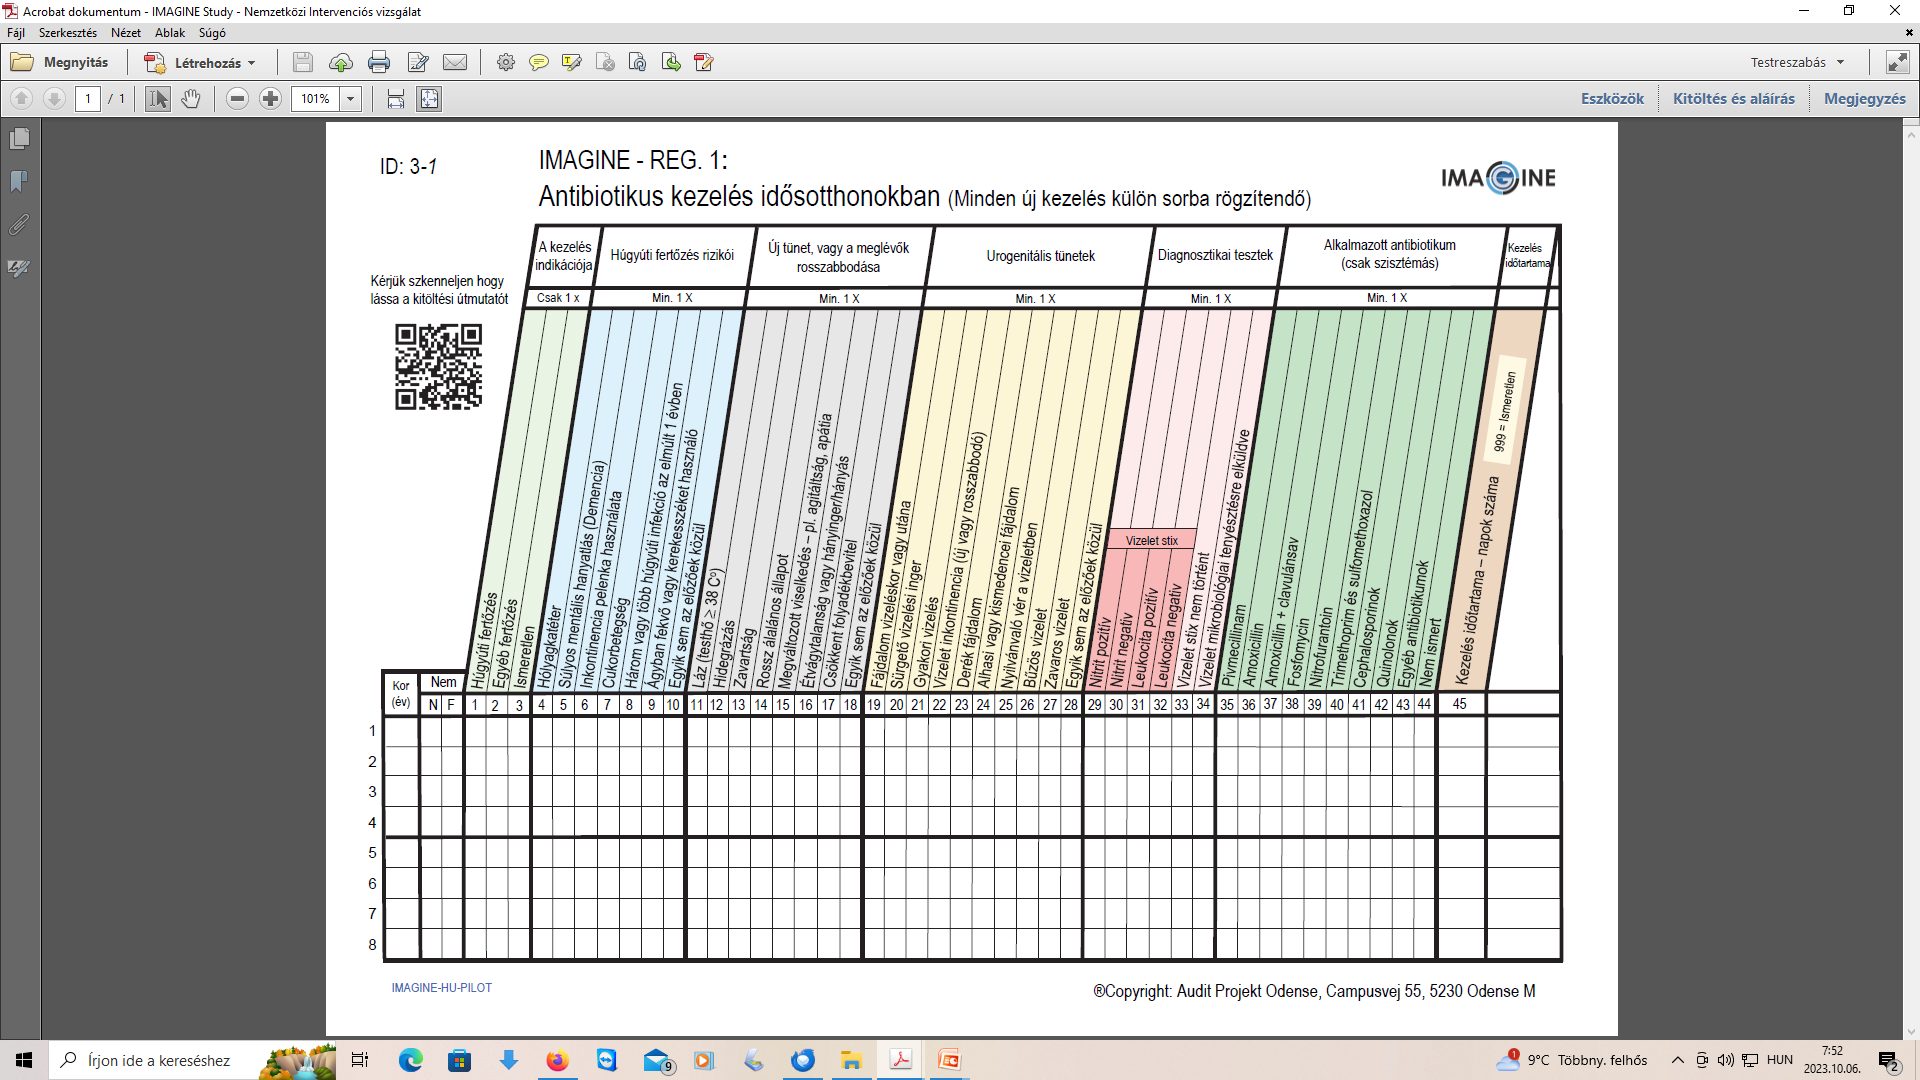 Acrobat dokumentum - IMAGINE Study - Nemzetközi Intervenciós vizsgálat
Fájl Szerkesztés Nézet Ablak Súgó
Megnyitás Létrehozás Testreszabás
1 / 1 101% Eszközök Kitöltés és aláírás Megjegyzés
ID: 3-1
IMAGINE - REG. 1:
Antibiotikus kezelés idősotthonokban (Minden új kezelés külön sorba rögzítendő)
IMAGINE
Kérjük szkenneljen hogy
lássa a kitöltési útmutatót
A kezelés
indikációja
Húgyúti fertőzés rizikói
Új tünet, vagy a meglévők
rosszabbodása
Urogenitális tünetek
Diagnosztikai tesztek
Alkalmazott antibiotikum
(csak szisztémás)
Kezelés
időtartama
Csak 1 x
Min. 1 X
Min. 1 X
Min. 1 X
Min. 1 X
Min. 1 X
Húgyúti fertőzés
Egyéb fertőzés
Ismeretlen
Hólyagkatéter
Súlyos mentális hanyatlás (Demencia)
Inkontinencia pelenka használata
Cukorbetegség
Három vagy több húgyúti infekció az elmúlt 1 évben
Ágyban fekvő vagy kerekesszéket használó
Egyik sem az előzőek közül
Láz (testhő ≥ 38 C°)
Hidegrázás
Zavartság
Rossz álalános állapot
Megváltozott viselkedés – pl. agitáltság, apátia
Étvágytalanság vagy hányinger/hányás
Csökkent folyadékbevitel
Egyik sem az előzőek közül
Fájdalom vizeléskor vagy utána
Sürgető vizelési inger
Gyakori vizelés
Vizelet inkontinencia (új vagy rosszabbodó)
Derék fájdalom
Alhasi vagy kismedencei fájdalom
Nyilvánvaló vér a vizeletben
Bűzös vizelet
Zavaros vizelet
Egyik sem az előzőek közül
Vizelet stix
Nitrit pozitív
Nitrit negatív
Leukocita pozitív
Leukocita negatív
Vizelet stix nem történt
Vizelet mikrobiológiai tenyésztésre elküldve
Pivmecillinam
Amoxicillin
Amoxicillin + clavulánsav
Fosfomycin
Nitrofurantoin
Trimethoprim és sulfomethoxazol
Cephalosporinok
Quinolonok
Egyéb antibiotikumok
Nem ismert
Kezelés időtartama – napok száma
999 = Ismeretlen
Kor
(év)
Nem
N F 1 2 3 4 5 6 7 8 9 10 11 12 13 14 15 16 17 18 19 20 21 22 23 24 25 26 27 28 29 30 31 32 33 34 35 36 37 38 39 40 41 42 43 44 45
1
2
3
4
5
6
7
8
IMAGINE-HU-PILOT
®Copyright: Audit Projekt Odense, Campusvej 55, 5230 Odense M
Írjon ide a kereséshez
9
1
9°C Többny. felhős
HUN
7:52
2023.10.06.
2